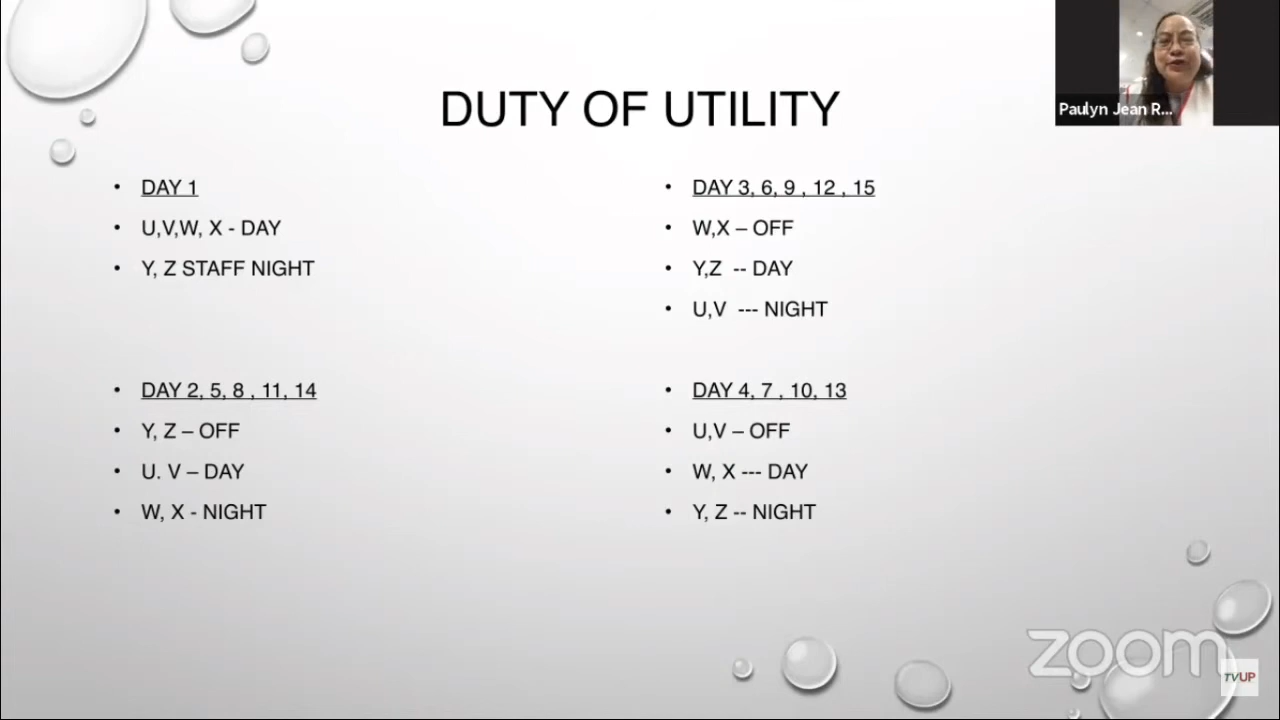 DUTY OF UTILITY
Paulyn Jean R...
• DAY 1
• U,V,W, X - DAY
• Y, Z STAFF NIGHT
• DAY 2, 5, 8 , 11, 14
• Y, Z – OFF
• U. V – DAY
• W, X - NIGHT
• DAY 3, 6, 9 , 12 , 15
• W,X – OFF
• Y,Z -- DAY
• U,V --- NIGHT
• DAY 4, 7 , 10, 13
• U,V – OFF
• W, X --- DAY
• Y, Z -- NIGHT
zoom
TVUP